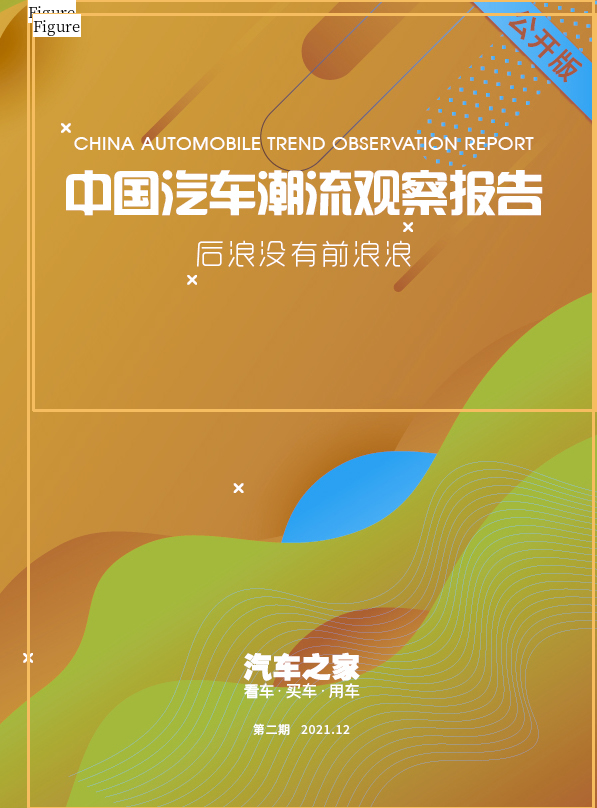 Figure
Figure
公开版
CHINA AUTOMOBILE TREND OBSERVATION REPORT
中国汽车潮流观察报告
后浪没有前浪浪
汽车之家
看车·买车·用车
第二期 2021.12